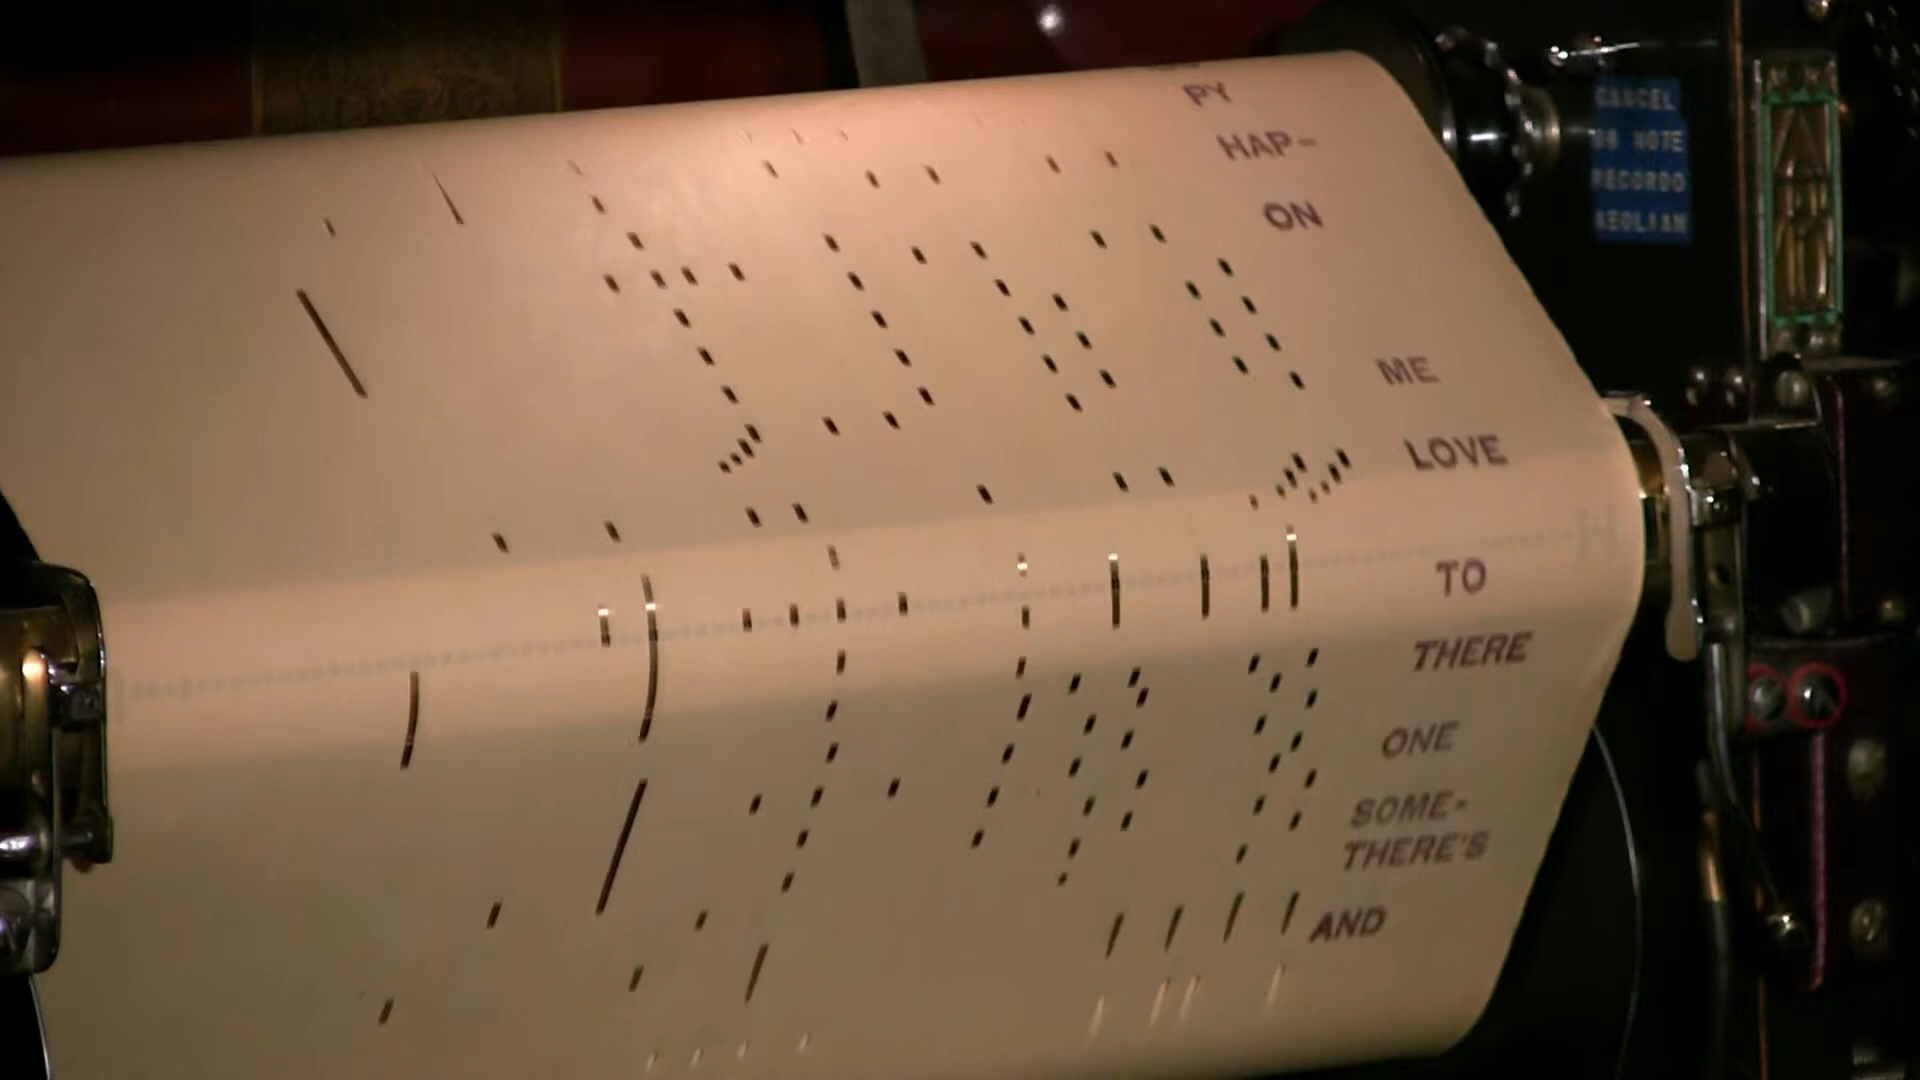 PY
HAP-
ON
ME
LOVE
TO
THERE
ONE
SOME-
THERE'S
AND
CANCEL
88 NOTE
RECORDO
AEOLIAN